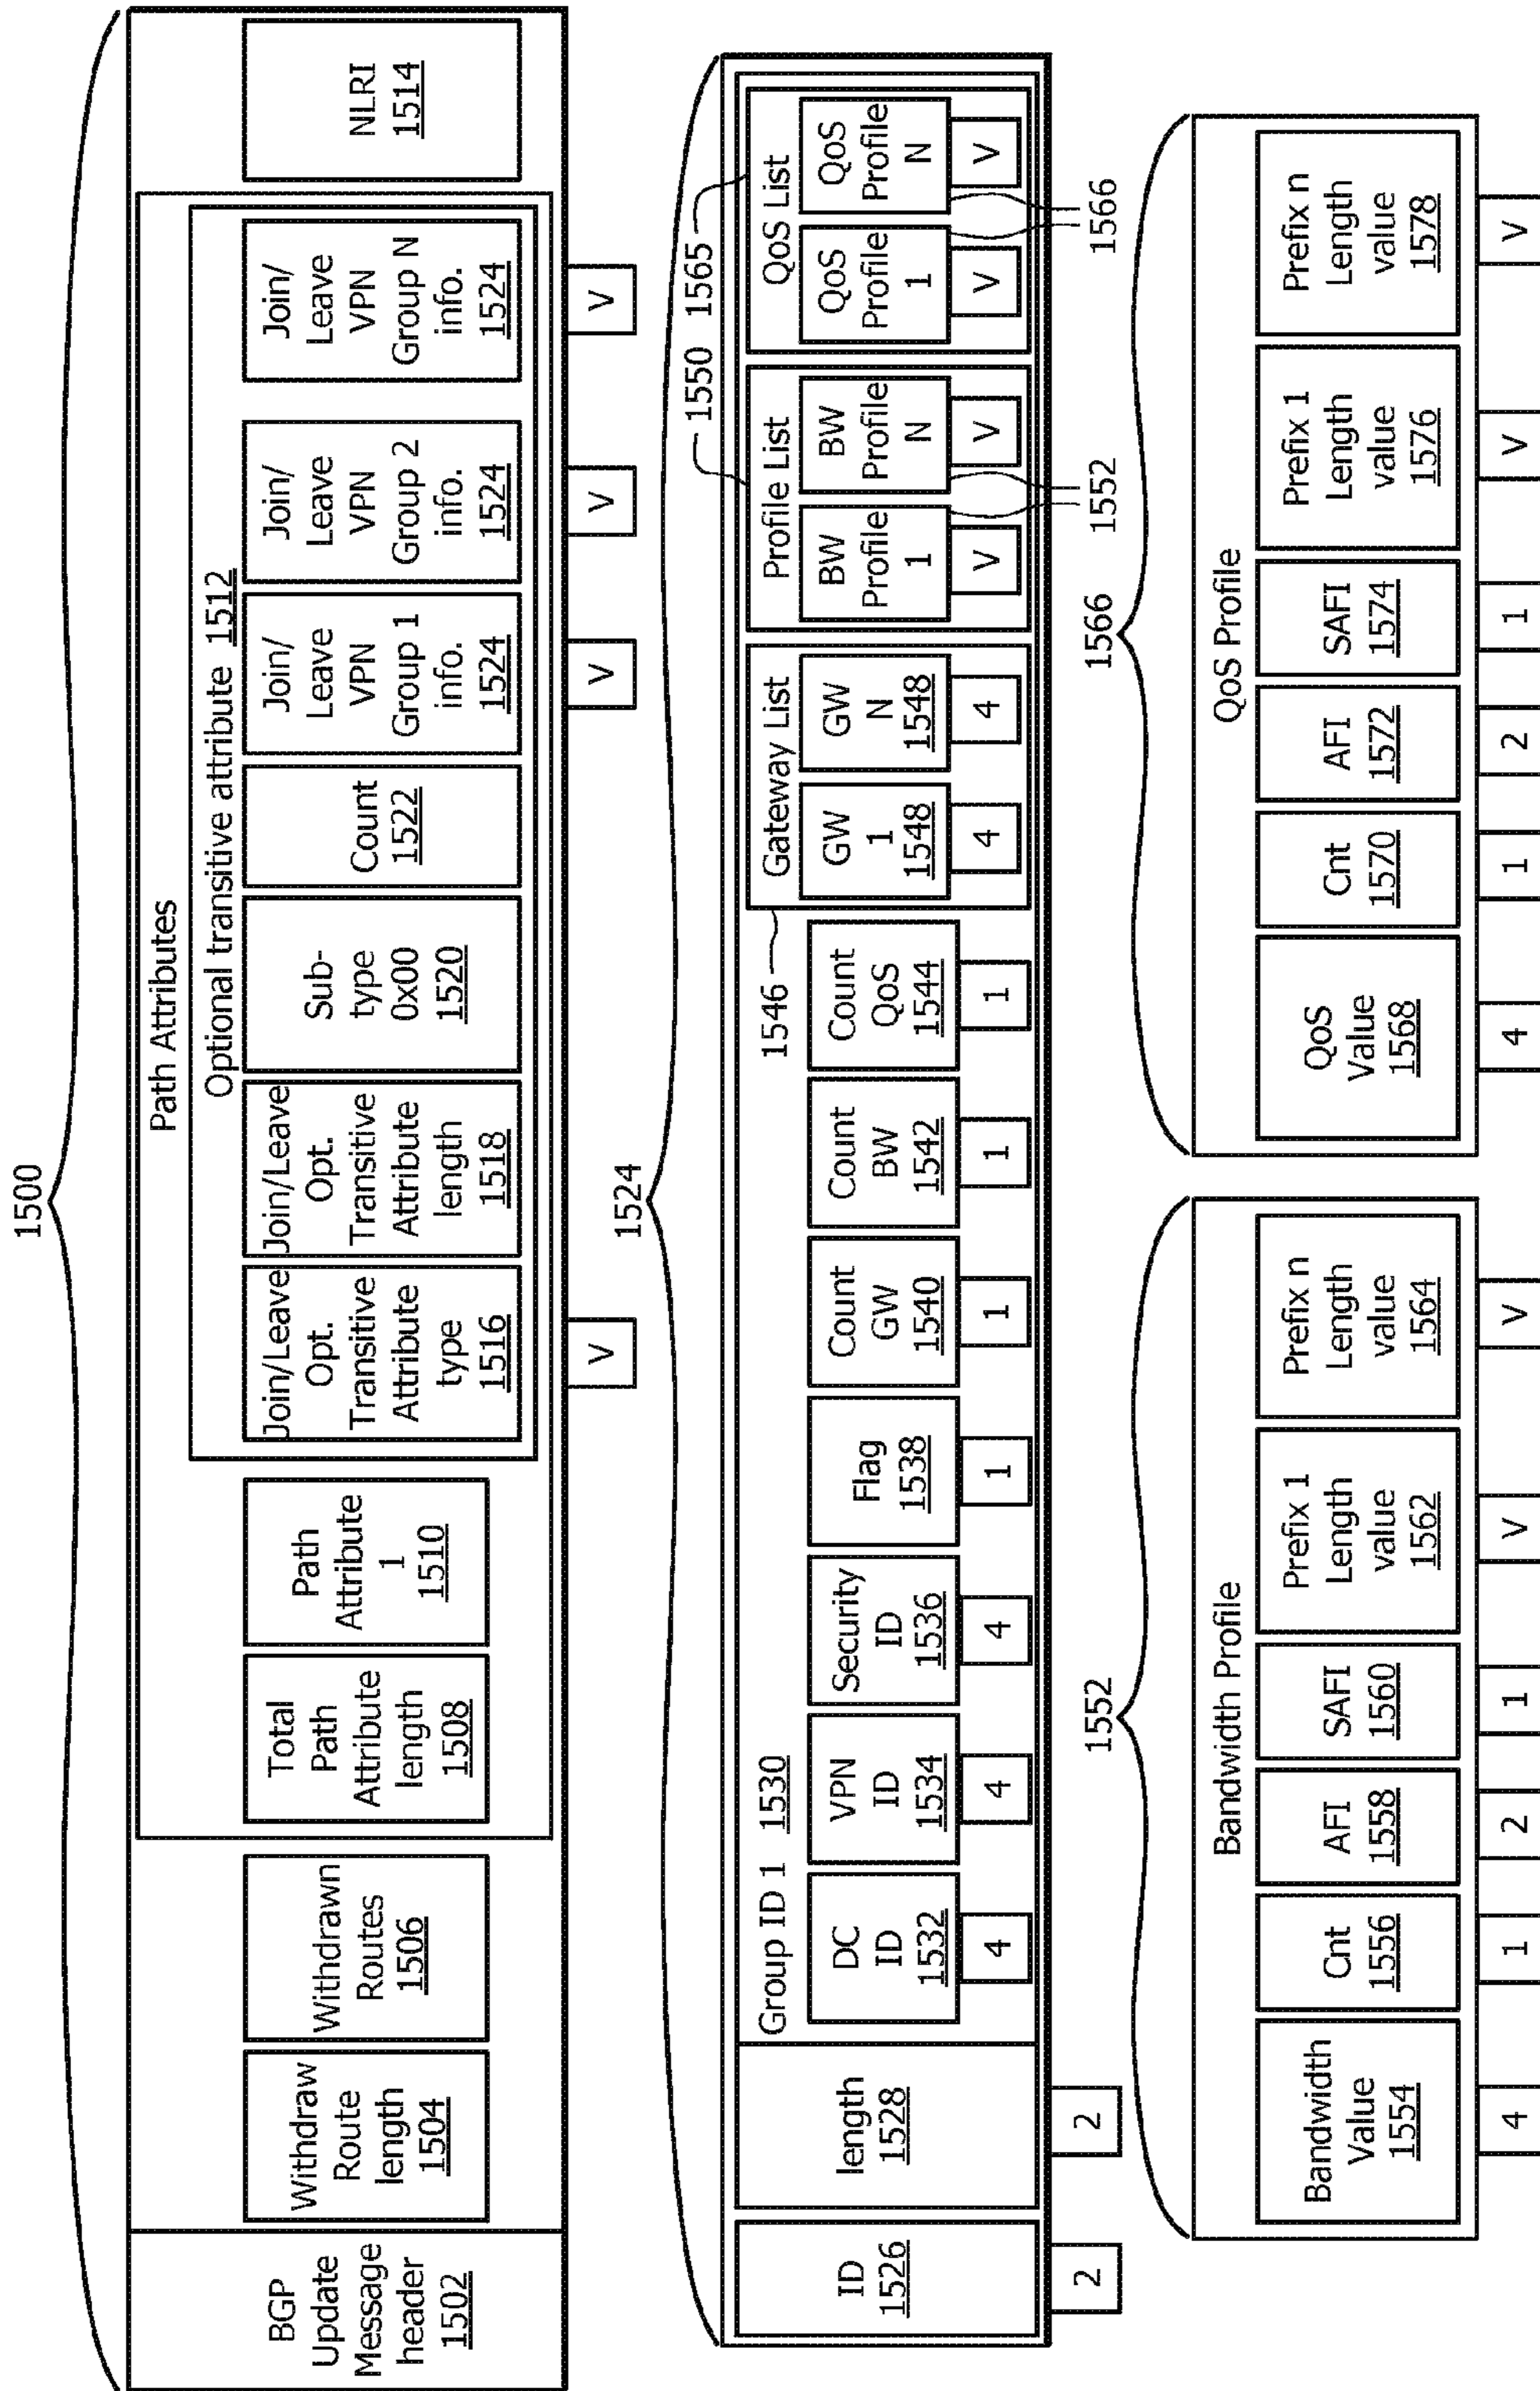 1500
BGP
Update
Message
header
1502
Withdraw
Route
length
1504
Withdrawn
Routes
1506
Path Attributes
Total
Path
Attribute
length
1508
Path
Attribute
1
1510
Optional transitive attribute 1512
Join/Leave
Opt.
Transitive
Attribute
type
1516
V
Join/Leave
Opt.
Transitive
Attribute
length
1518
Sub-
type
0x00
1520
Count
1522
Join/
Leave
VPN
Group 1
info.
1524
V
Join/
Leave
VPN
Group 2
info.
1524
V
Join/
Leave
VPN
Group N
info.
1524
V
NLRI
1514
1524
ID
1526
2
length
1528
2
Group ID 1 1530
DC
ID
1532
4
VPN
ID
1534
4
Security
ID
1536
4
Flag
1538
1
Count
GW
1540
1
Count
BW
1542
1
Count
QoS
1544
1
1546
Gateway List
GW
1
1548
4
GW
N
1548
4
1550
Profile List
BW
Profile
1
V
BW
Profile
N
V
1552
1565
QoS List
QoS
Profile
1
V
QoS
Profile
N
V
1566
1552
Bandwidth Profile
Bandwidth
Value
1554
4
Cnt
1556
1
AFI
1558
2
SAFI
1560
1
Prefix 1
Length
value
1562
V
Prefix n
Length
value
1564
V
1566
QoS Profile
QoS
Value
1568
4
Cnt
1570
1
AFI
1572
2
SAFI
1574
1
Prefix 1
Length
value
1576
V
Prefix n
Length
value
1578
V